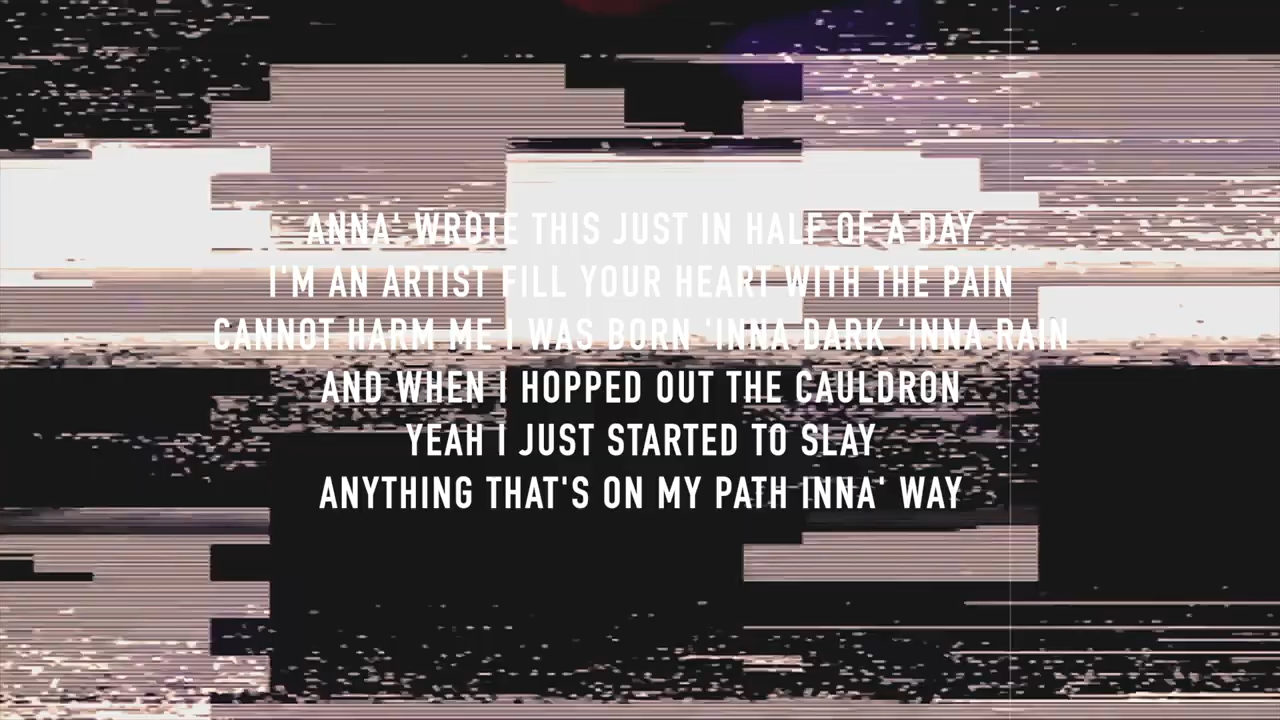 ANNA' WROTE THIS JUST IN HALF OF A DAY.
I'M AN ARTIST FILL YOUR HEART WITH THE PAIN
CANNOT HARM ME I WAS BORN 'INNA DARK 'INNA RAIN
AND WHEN I HOPPED OUT THE CAULDRON
YEAH I JUST STARTED TO SLAY
ANYTHING THAT'S ON MY PATH INNA' WAY